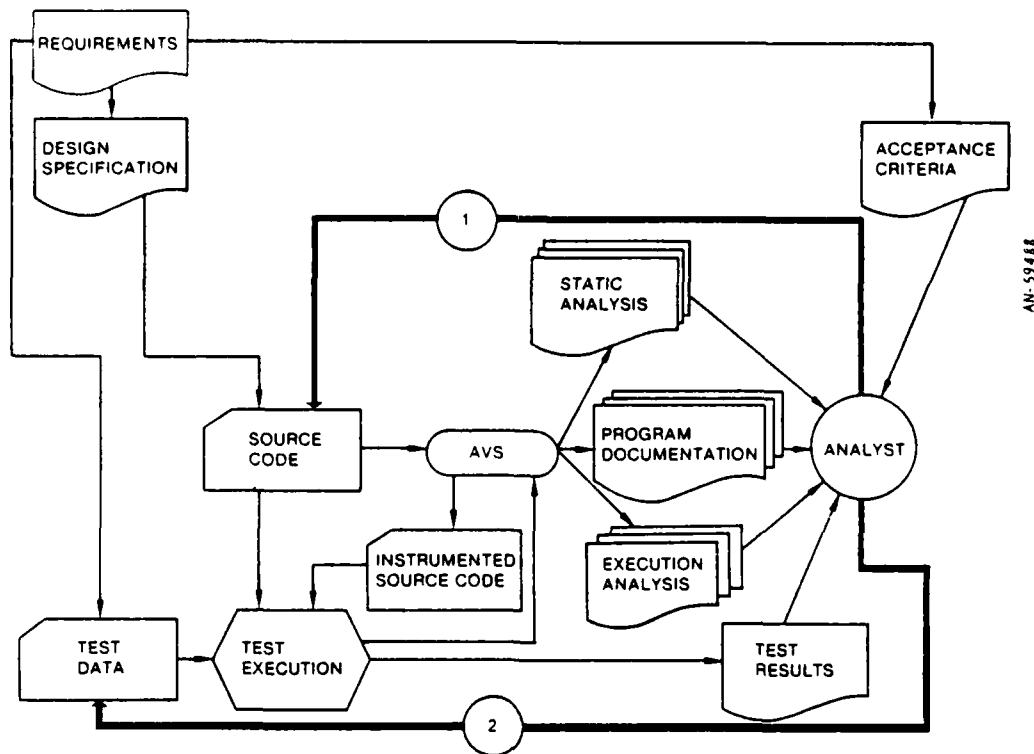 REQUIREMENTS
DESIGN
SPECIFICATION
ACCEPTANCE
CRITERIA
1
STATIC
ANALYSIS
AN-59488
SOURCE
CODE
AVS
PROGRAM
DOCUMENTATION
ANALYST
INSTRUMENTED
SOURCE CODE
EXECUTION
ANALYSIS
TEST
DATA
TEST
EXECUTION
TEST
RESULTS
2